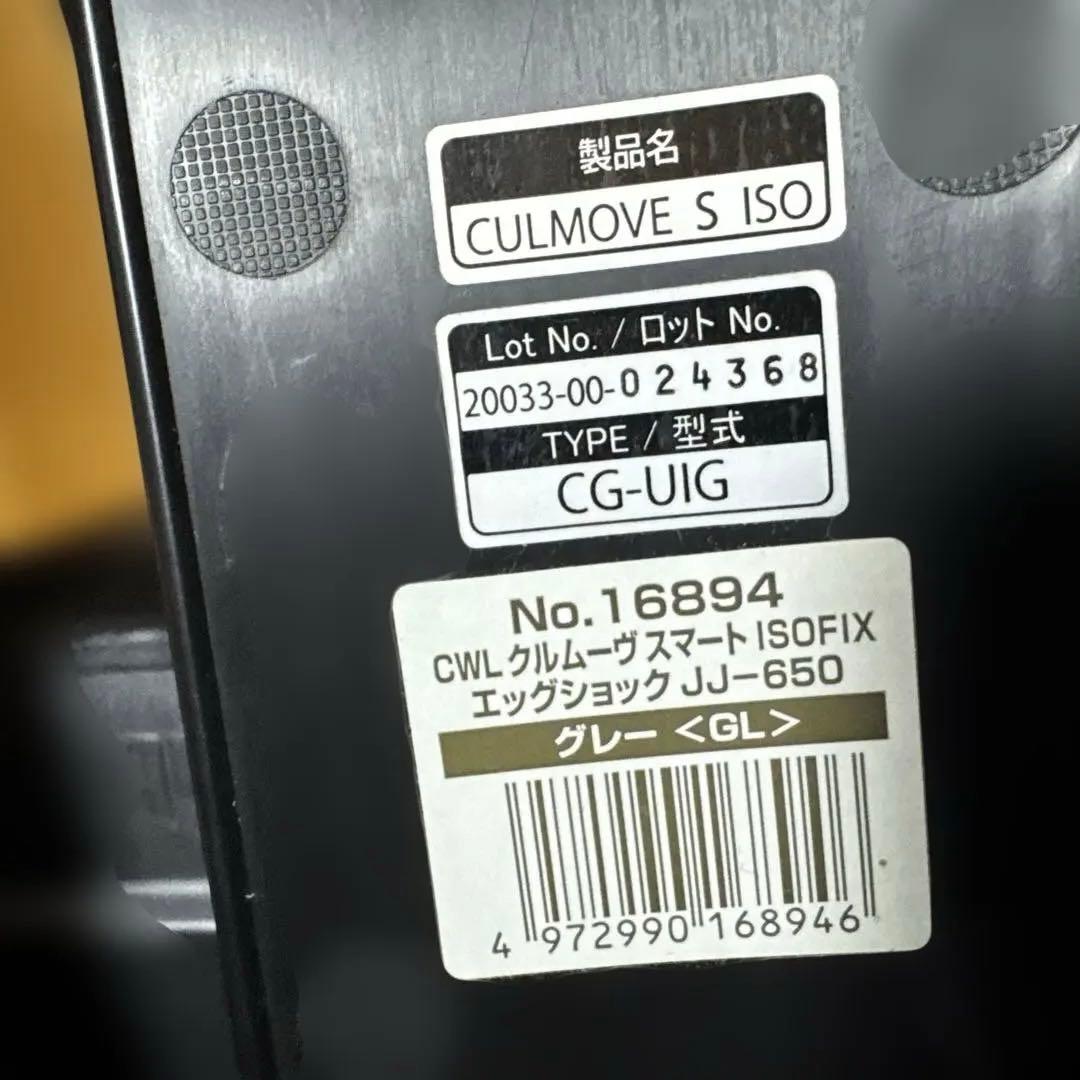 製品名
CULMOVE S ISO
Lot No. / ロット No.
20033-00-024368
TYPE / 型式
CG-UIG
No.16894
CWL クルムーヴ スマート ISOFIX
エッグショック JJ-650
グレー <GL>
4 972990 168946